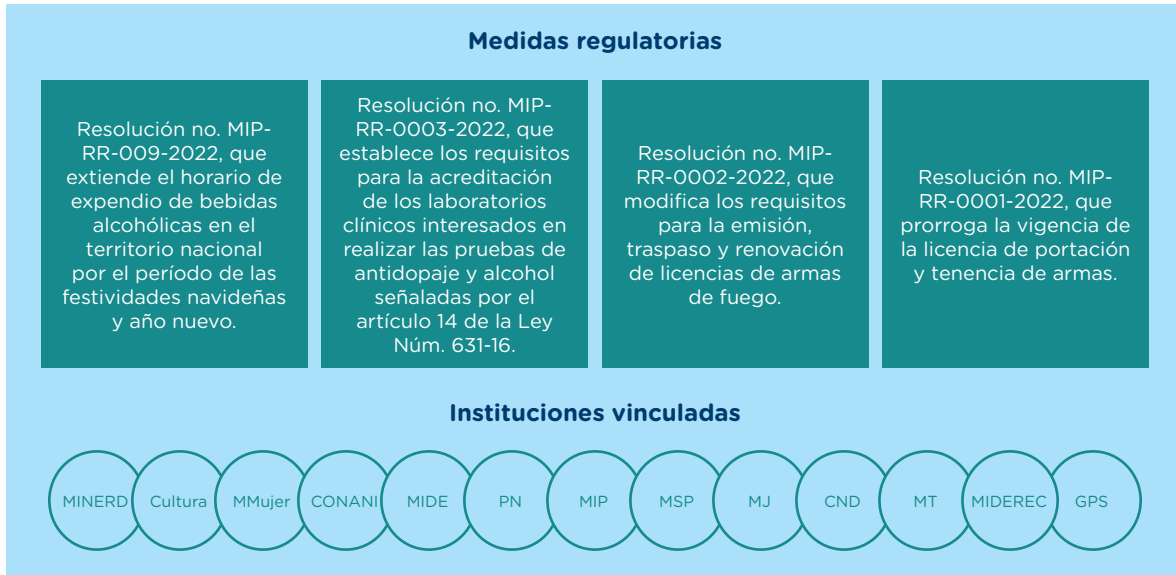 Medidas regulatorias
Resolución no. MIP-
RR-009-2022, que
extiende el horario de
expendio de bebidas
alcohólicas en el
territorio nacional
por el período de las
festividades navideñas
y año nuevo.
Resolución no. MIP-
RR-0003-2022, que
establece los requisitos
para la acreditación
de los laboratorios
clínicos interesados en
realizar las pruebas de
antidopaje y alcohol
señaladas por el
artículo 14 de la Ley
Núm. 631-16.
Resolución no. MIP-
RR-0002-2022, que
modifica los requisitos
para la emisión,
traspaso y renovación
de licencias de armas
de fuego.
Resolución no. MIP-
RR-0001-2022, que
prorroga la vigencia de
la licencia de portación
y tenencia de armas.
Instituciones vinculadas
MINERD Cultura MMujer CONANI MIDE PN MIP MSP MJ CND MT MIDEREC GPS